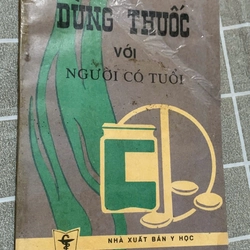 DÙNG THUỐC
VỚI
NGƯỜI CÓ TUỔI
NHÀ XUẤT BẢN Y HỌC